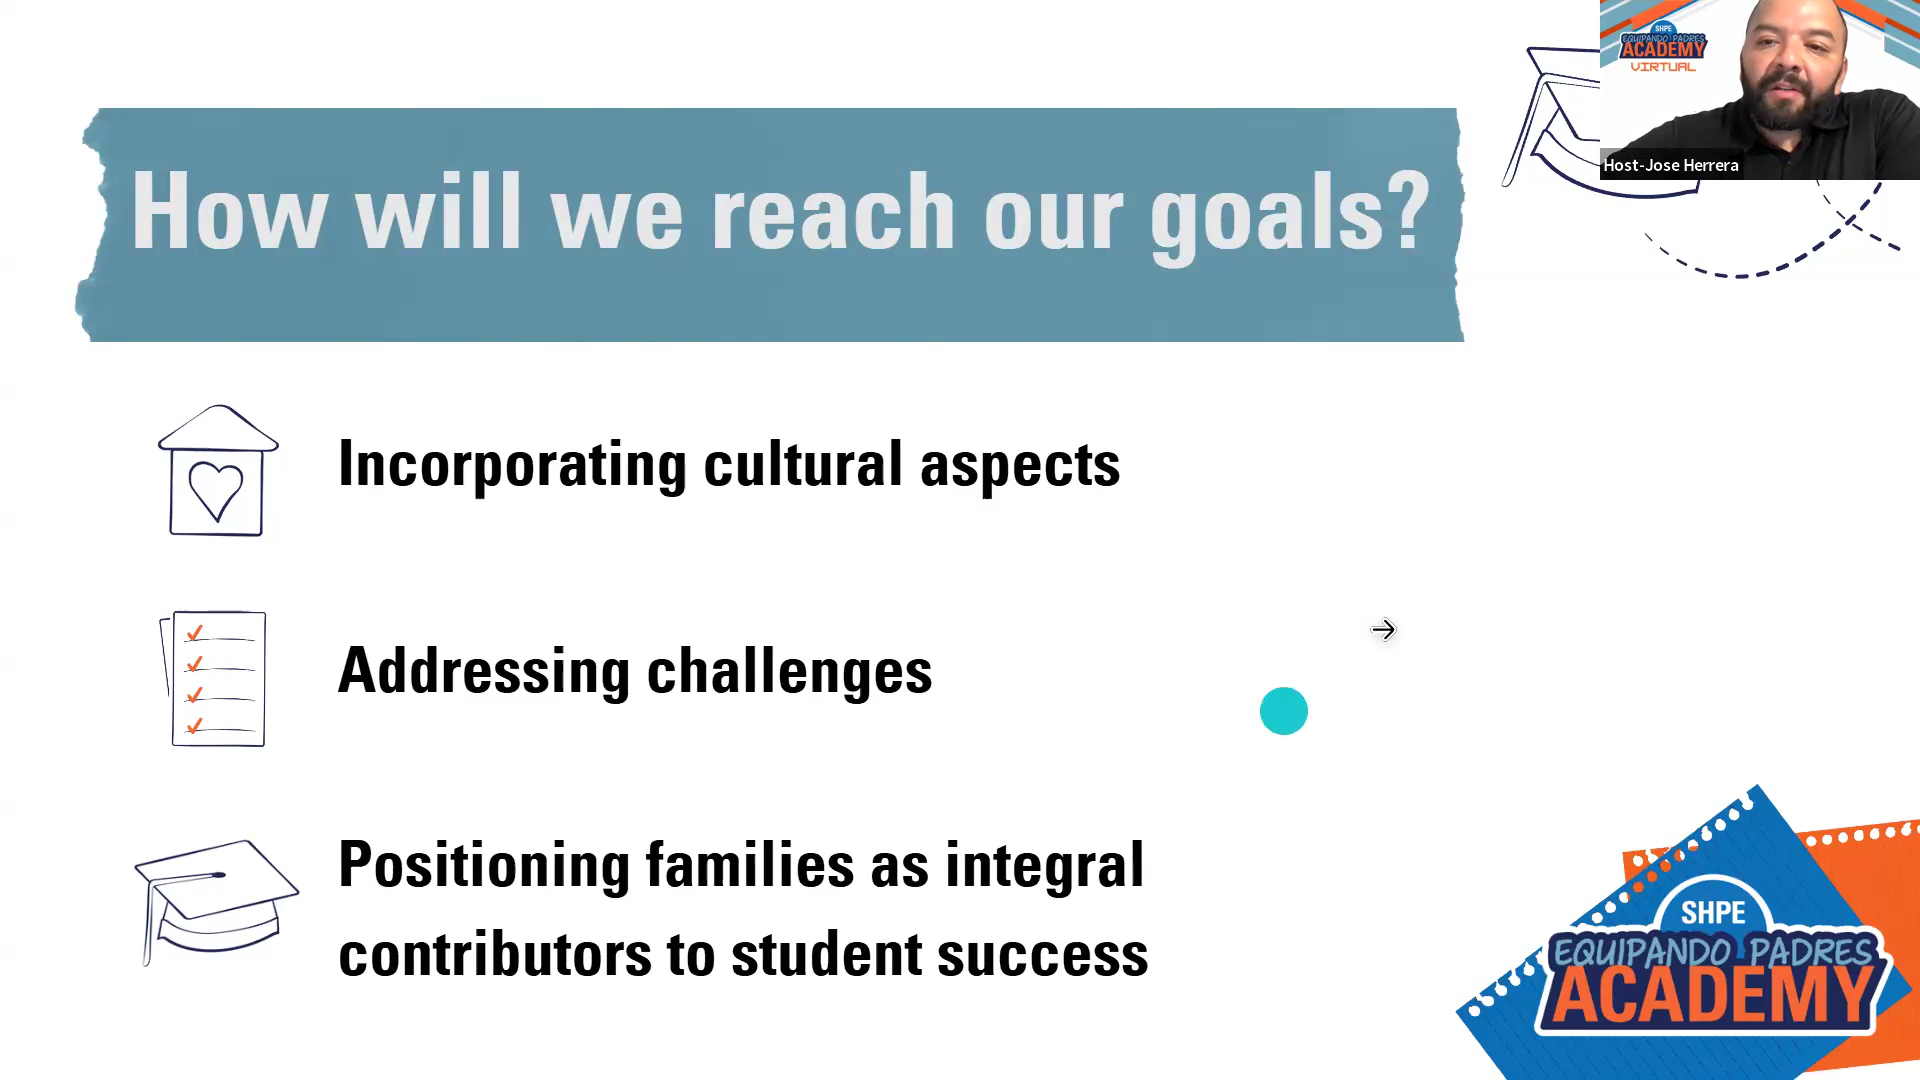 SHPE
EQUIPANDO PADRES
ACADEMY
VIRTUAL
Host-Jose Herrera
How will we reach our goals?
Incorporating cultural aspects
Addressing challenges
Positioning families as integral
contributors to student success
SHPE
EQUIPANDO PADRES
ACADEMY